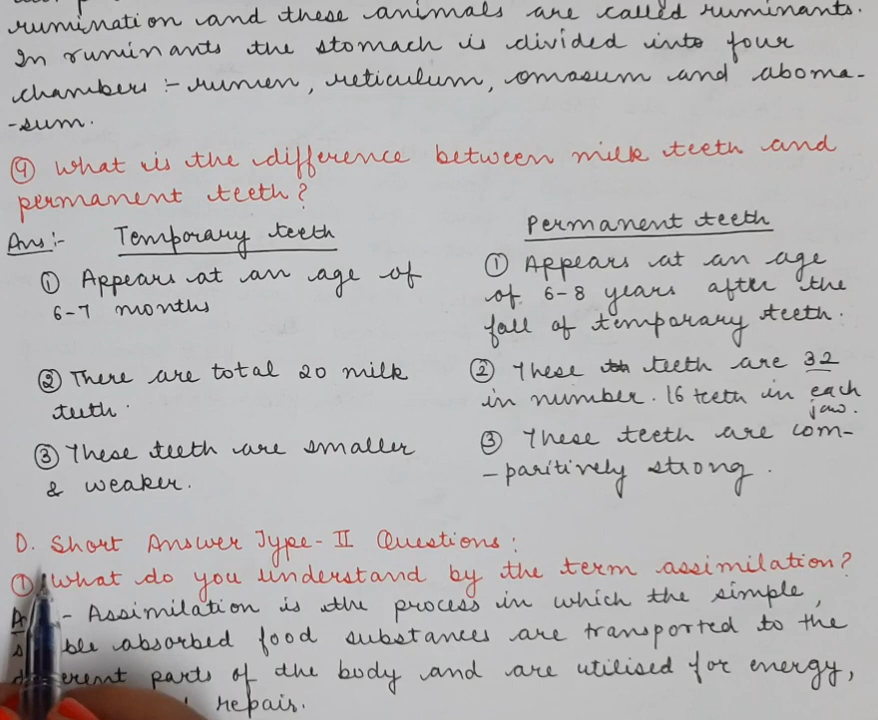 rumination and these animals are called ruminants.
In ruminants the stomach is divided into four
chambers :- rumen, reticulum, omasum and aboma-
-sum.
④ What is the difference between milk teeth and
permanent teeth?
Ans:- Temporary teeth
① Appears at an age of
6-7 months
② There are total 20 milk
teeth.
③ These teeth are smaller
& weaker.
Permanent teeth
① Appears at an age
of 6-8 years after the
fall of temporary teeth.
② These teeth are 32
in number. 16 teeth in each
jaw.
③ These teeth are com-
-paritively strong.
D. Short Answer Type-II Questions:
① What do you understand by the term assimilation?
- Assimilation is the process in which the simple,
absorbed food substances are transported to the
parts of the body and are utilised for energy,
repair.